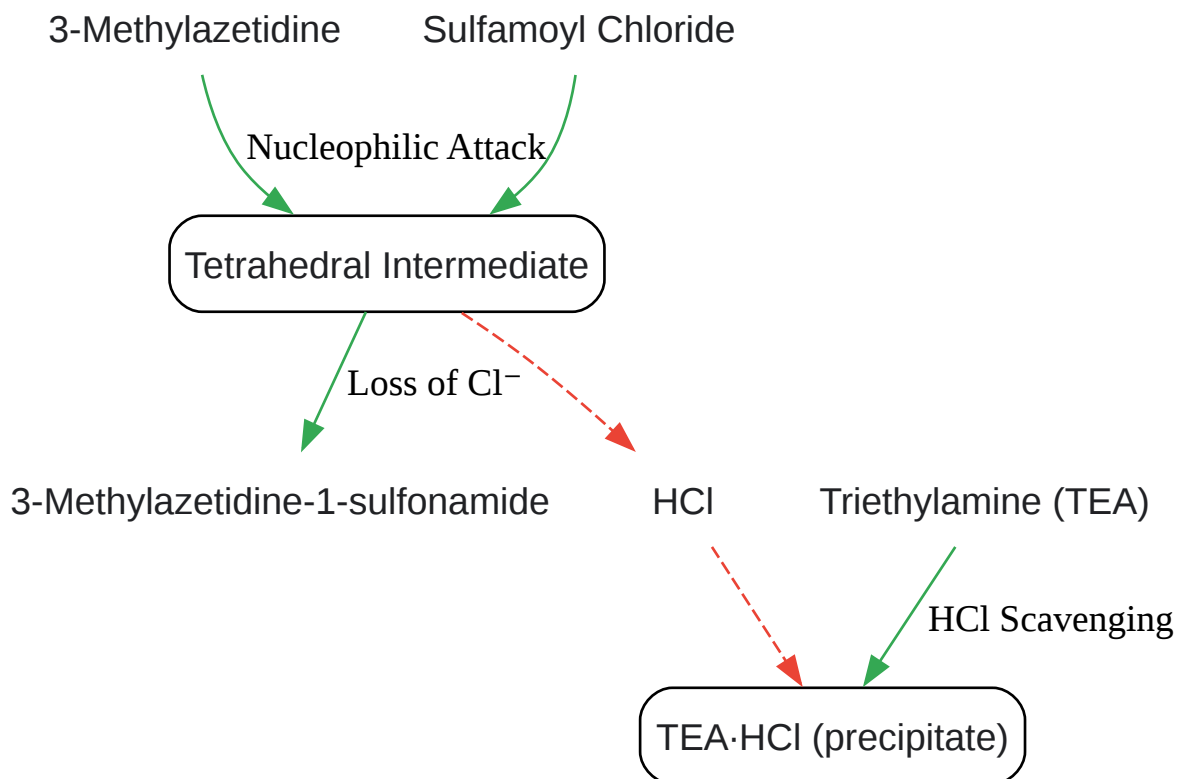 3-Methylazetidine
Sulfamoyl Chloride
Nucleophilic Attack
Tetrahedral Intermediate
Loss of Cl⁻
3-Methylazetidine-1-sulfonamide
HCl
Triethylamine (TEA)
HCl Scavenging
TEA·HCl (precipitate)